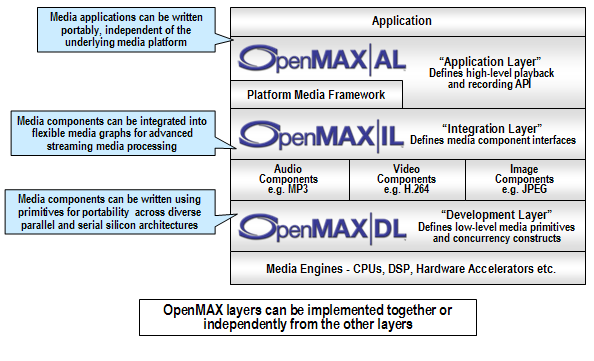 Media applications can be written
portably, independent of the
underlying media platform
Application
OpenMAX|AL
"Application Layer"
Defines high-level playback
and recording API
Platform Media Framework
Media components can be integrated into
flexible media graphs for advanced
streaming media processing
OpenMAX|IL
"Integration Layer"
Defines media component interfaces
Audio
Components
e.g. MP3
Video
Components
e.g. H.264
Image
Components
e.g. JPEG
Media components can be written using
primitives for portability across diverse
parallel and serial silicon architectures
OpenMAX|DL
"Development Layer"
Defines low-level media primitives
and concurrency constructs
Media Engines - CPUs, DSP, Hardware Accelerators etc.
OpenMAX layers can be implemented together or
independently from the other layers